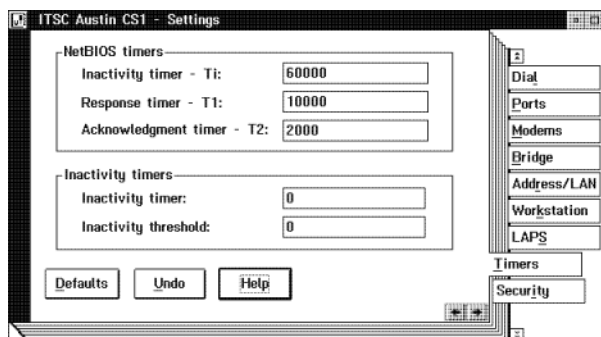 ITSC Austin CS1 - Settings
NetBIOS timers
Inactivity timer - Ti: 60000
Response timer - T1: 10000
Acknowledgment timer - T2: 2000
Inactivity timers
Inactivity timer: 0
Inactivity threshold: 0
Defaults Undo Help
Dial
Ports
Modems
Bridge
Address/LAN
Workstation
LAPS
Timers
Security